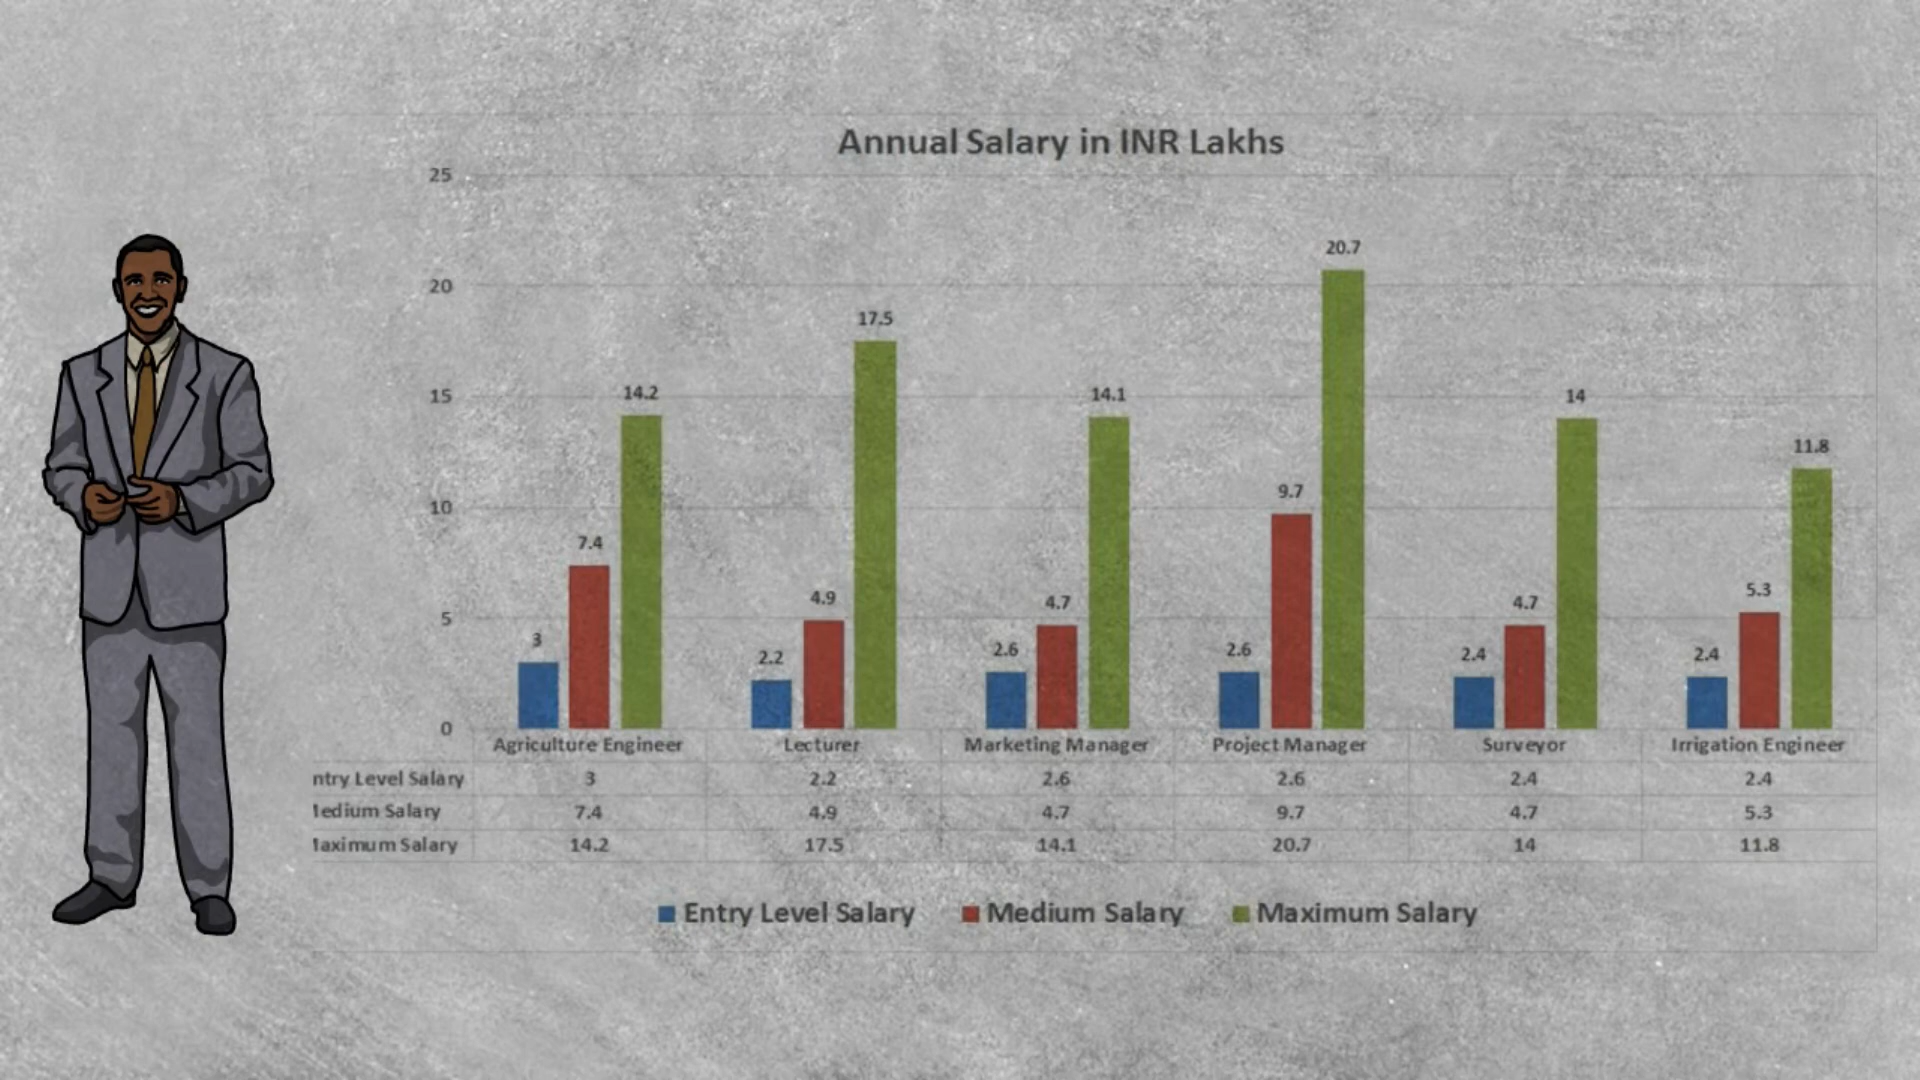 Annual Salary in INR Lakhs
25
20
15
10
5
0
3 7.4 14.2
2.2 4.9 17.5
2.6 4.7 14.1
2.6 9.7 20.7
2.4 4.7 14
2.4 5.3 11.8
Agriculture Engineer Lecturer Marketing Manager Project Manager Surveyor Irrigation Engineer
ntry Level Salary 3 2.2 2.6 2.6 2.4 2.4
edium Salary 7.4 4.9 4.7 9.7 4.7 5.3
aximum Salary 14.2 17.5 14.1 20.7 14 11.8
Entry Level Salary Medium Salary Maximum Salary